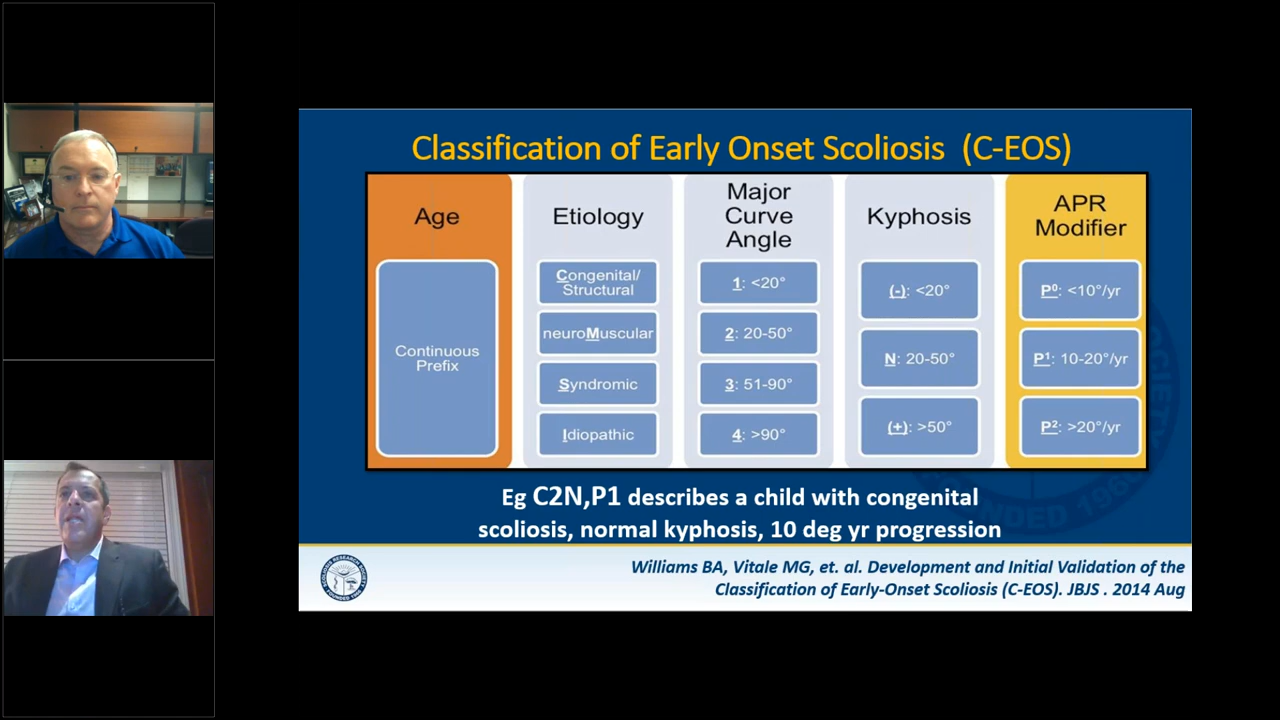 Classification of Early Onset Scoliosis (C-EOS)
Age
Continuous
Prefix
Etiology
Congenital/
Structural
neuroMuscular
Syndromic
Idiopathic
Major
Curve
Angle
1: <20°
2: 20-50°
3: 51-90°
4: >90°
Kyphosis
(-): <20°
N: 20-50°
(+): >50°
APR
Modifier
P⁰: <10°/yr
P¹: 10-20°/yr
P²: >20°/yr
Eg C2N,P1 describes a child with congenital
scoliosis, normal kyphosis, 10 deg yr progression
Williams BA, Vitale MG, et. al. Development and Initial Validation of the
Classification of Early-Onset Scoliosis (C-EOS). JBJS . 2014 Aug